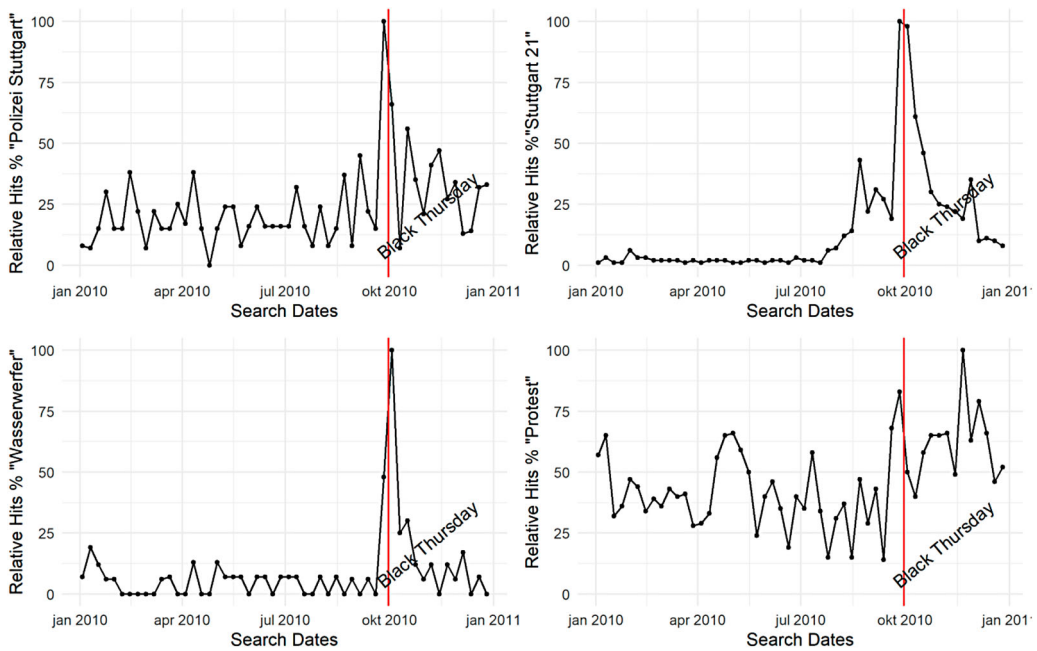 Relative Hits % "Polizei Stuttgart"
100
75
50
25
0
Black Thursday
jan 2010 apr 2010 jul 2010 okt 2010 jan 2011
Search Dates
Relative Hits %"Stuttgart 21"
100
75
50
25
0
Black Thursday
jan 2010 apr 2010 jul 2010 okt 2010 jan 201
Search Dates
Relative Hits % "Wasserwerfer"
100
75
50
25
0
Black Thursday
jan 2010 apr 2010 jul 2010 okt 2010 jan 2011
Search Dates
Relative Hits % "Protest"
100
75
50
25
0
Black Thursday
jan 2010 apr 2010 jul 2010 okt 2010 jan 201
Search Dates